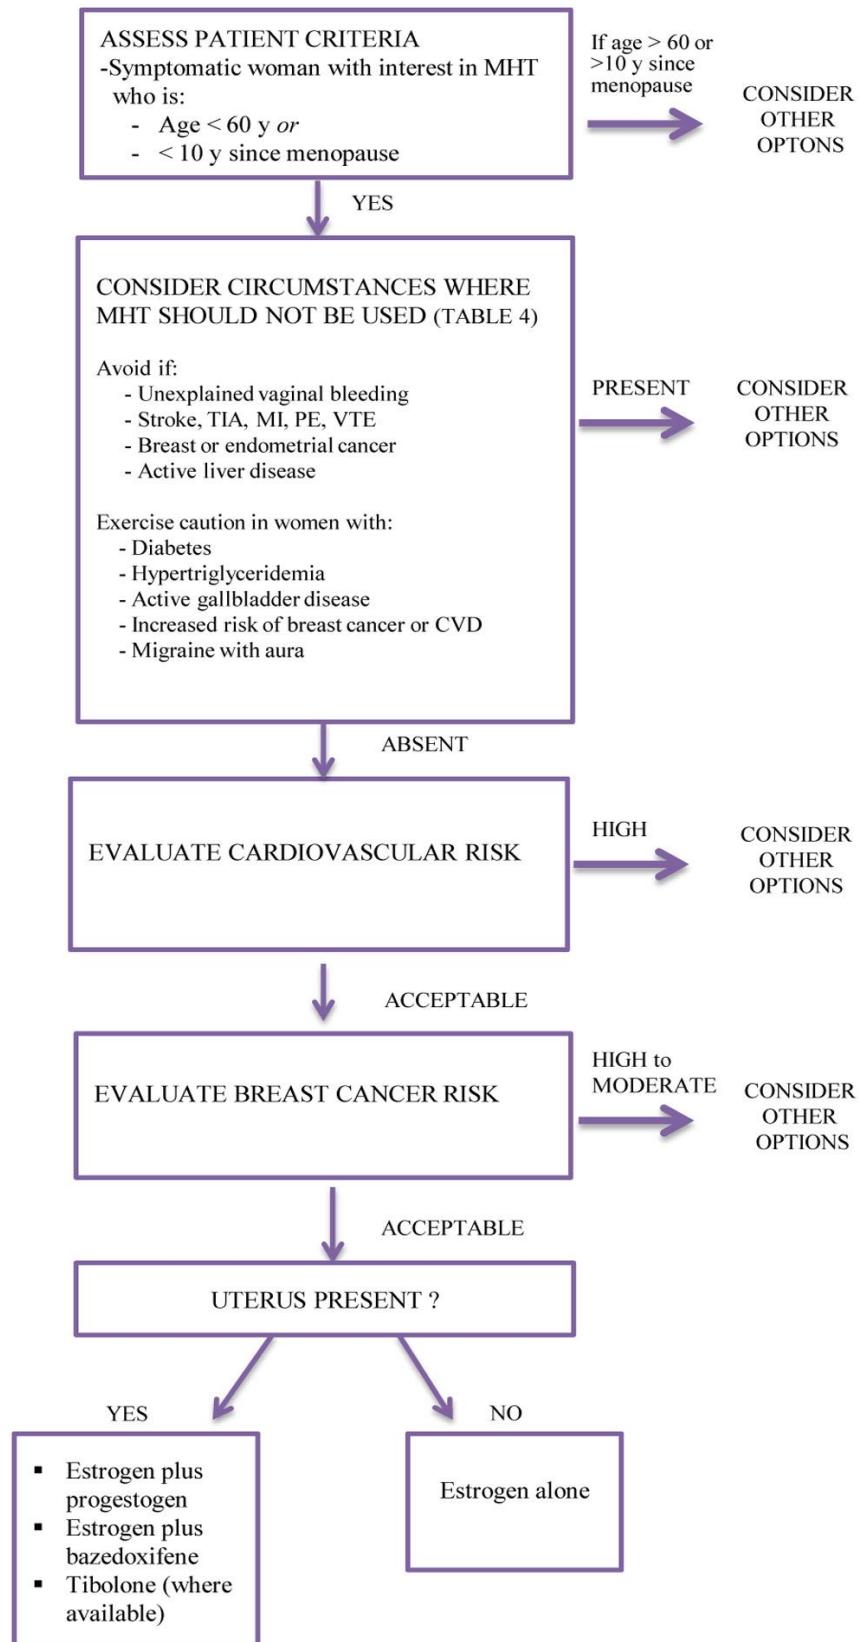 ASSESS PATIENT CRITERIA
-Symptomatic woman with interest in MHT
who is:
- Age < 60 y or
- < 10 y since menopause
If age > 60 or
>10 y since
menopause
CONSIDER
OTHER
OPTONS
YES
CONSIDER CIRCUMSTANCES WHERE
MHT SHOULD NOT BE USED (TABLE 4)
Avoid if:
- Unexplained vaginal bleeding
- Stroke, TIA, MI, PE, VTE
- Breast or endometrial cancer
- Active liver disease
Exercise caution in women with:
- Diabetes
- Hypertriglyceridemia
- Active gallbladder disease
- Increased risk of breast cancer or CVD
- Migraine with aura
PRESENT
CONSIDER
OTHER
OPTIONS
ABSENT
EVALUATE CARDIOVASCULAR RISK
HIGH
CONSIDER
OTHER
OPTIONS
ACCEPTABLE
EVALUATE BREAST CANCER RISK
HIGH to
MODERATE
CONSIDER
OTHER
OPTIONS
ACCEPTABLE
UTERUS PRESENT ?
YES
▪ Estrogen plus
progestogen
▪ Estrogen plus
bazedoxifene
▪ Tibolone (where
available)
NO
Estrogen alone